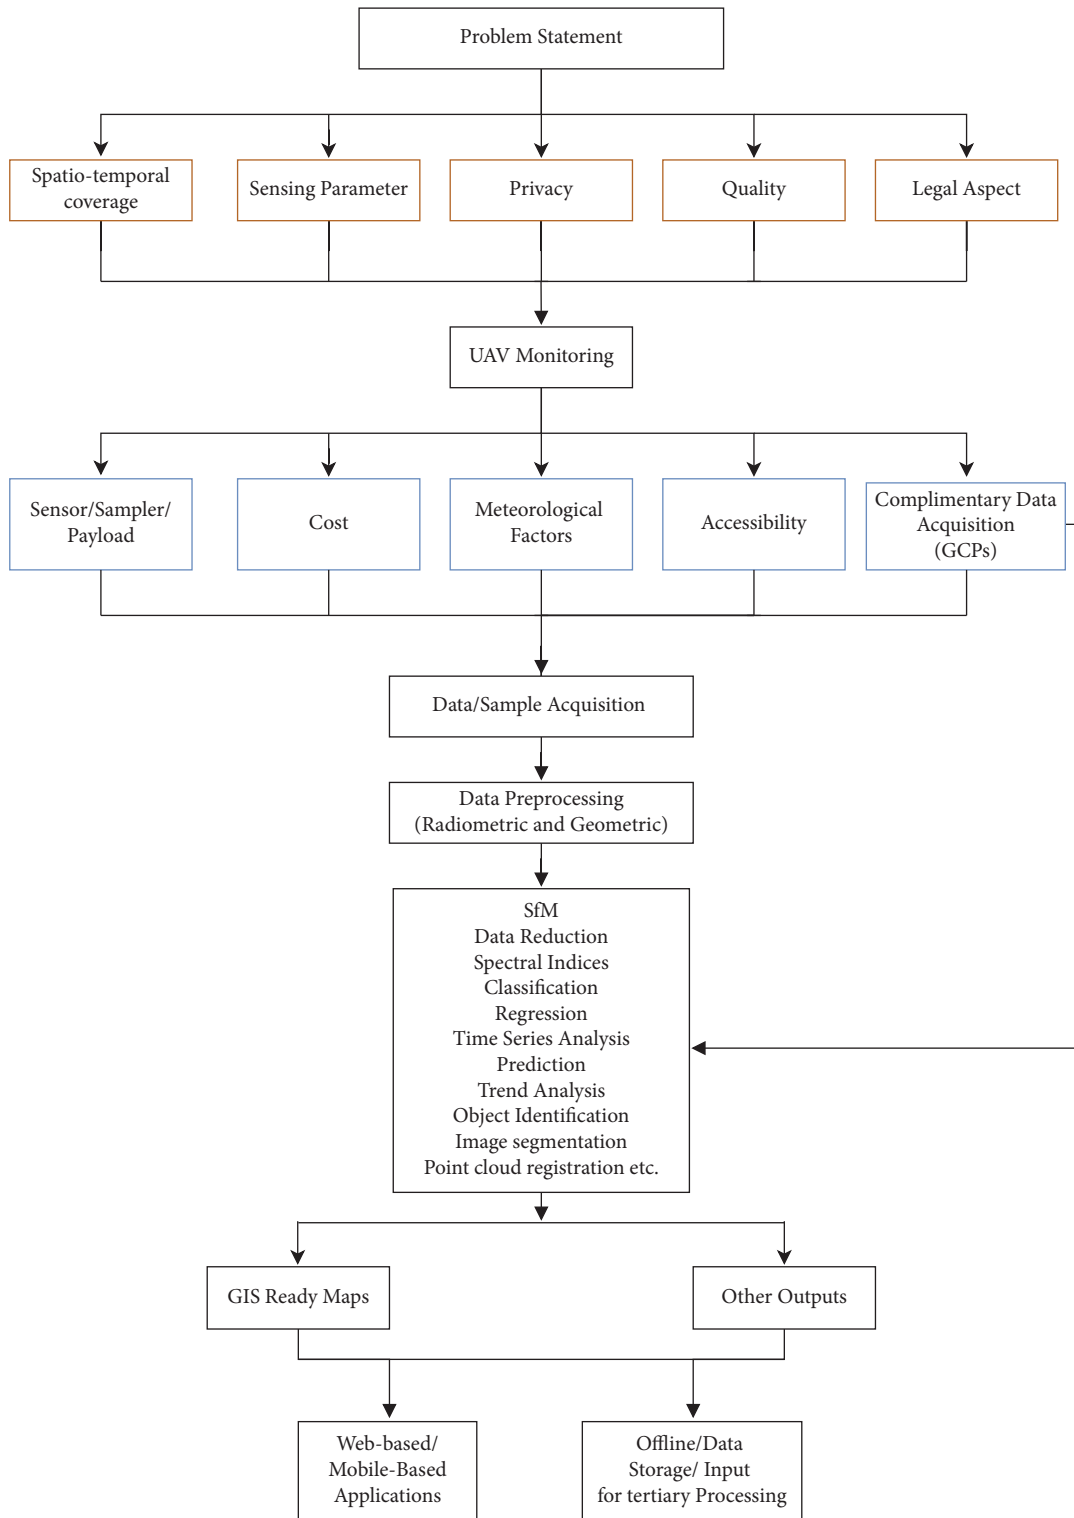 Problem Statement
Spatio-temporal
coverage
Sensing Parameter
Privacy
Quality
Legal Aspect
UAV Monitoring
Sensor/Sampler/
Payload
Cost
Meteorological
Factors
Accessibility
Complimentary Data
Acquisition
(GCPs)
Data/Sample Acquisition
Data Preprocessing
(Radiometric and Geometric)
SfM
Data Reduction
Spectral Indices
Classification
Regression
Time Series Analysis
Prediction
Trend Analysis
Object Identification
Image segmentation
Point cloud registration etc.
GIS Ready Maps
Other Outputs
Web-based/
Mobile-Based
Applications
Offline/Data
Storage/ Input
for tertiary Processing